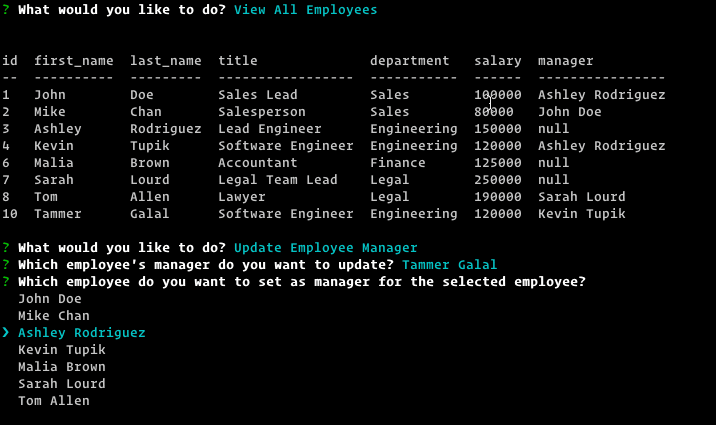 ? What would you like to do? View All Employees
id  first_name  last_name  title              department   salary  manager
--  ----------  ---------  -----------------  -----------  ------  ----------------
1   John        Doe        Sales Lead         Sales        100000  Ashley Rodriguez
2   Mike        Chan       Salesperson        Sales        80000   John Doe
3   Ashley      Rodriguez  Lead Engineer      Engineering  150000  null
4   Kevin       Tupik      Software Engineer  Engineering  120000  Ashley Rodriguez
6   Malia       Brown      Accountant         Finance      125000  null
7   Sarah       Lourd      Legal Team Lead    Legal        250000  null
8   Tom         Allen      Lawyer             Legal        190000  Sarah Lourd
10  Tammer      Galal      Software Engineer  Engineering  120000  Kevin Tupik
? What would you like to do? Update Employee Manager
? Which employee's manager do you want to update? Tammer Galal
? Which employee do you want to set as manager for the selected employee?
  John Doe
  Mike Chan
❯ Ashley Rodriguez
  Kevin Tupik
  Malia Brown
  Sarah Lourd
  Tom Allen